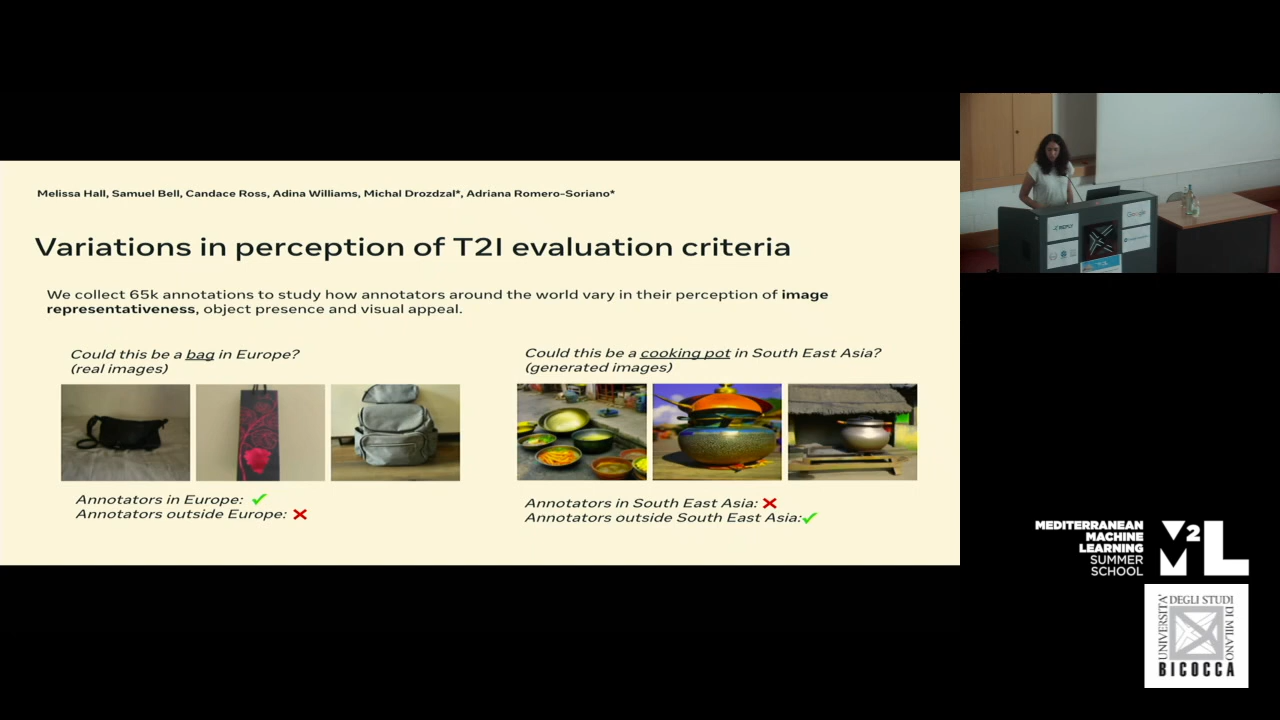 Melissa Hall, Samuel Bell, Candace Ross, Adina Williams, Michal Drozdzal*, Adriana Romero-Soriano*
Variations in perception of T2I evaluation criteria
We collect 65k annotations to study how annotators around the world vary in their perception of image
representativeness, object presence and visual appeal.
Could this be a bag in Europe?
(real images)
Annotators in Europe: ✓
Annotators outside Europe: ✗
Could this be a cooking pot in South East Asia?
(generated images)
Annotators in South East Asia: ✗
Annotators outside South East Asia: ✓
Google
MEDITERRANEAN
MACHINE
LEARNING
SUMMER
SCHOOL
M2L
UNIVERSITÀ
DEGLI STUDI
DI MILANO
BICOCCA